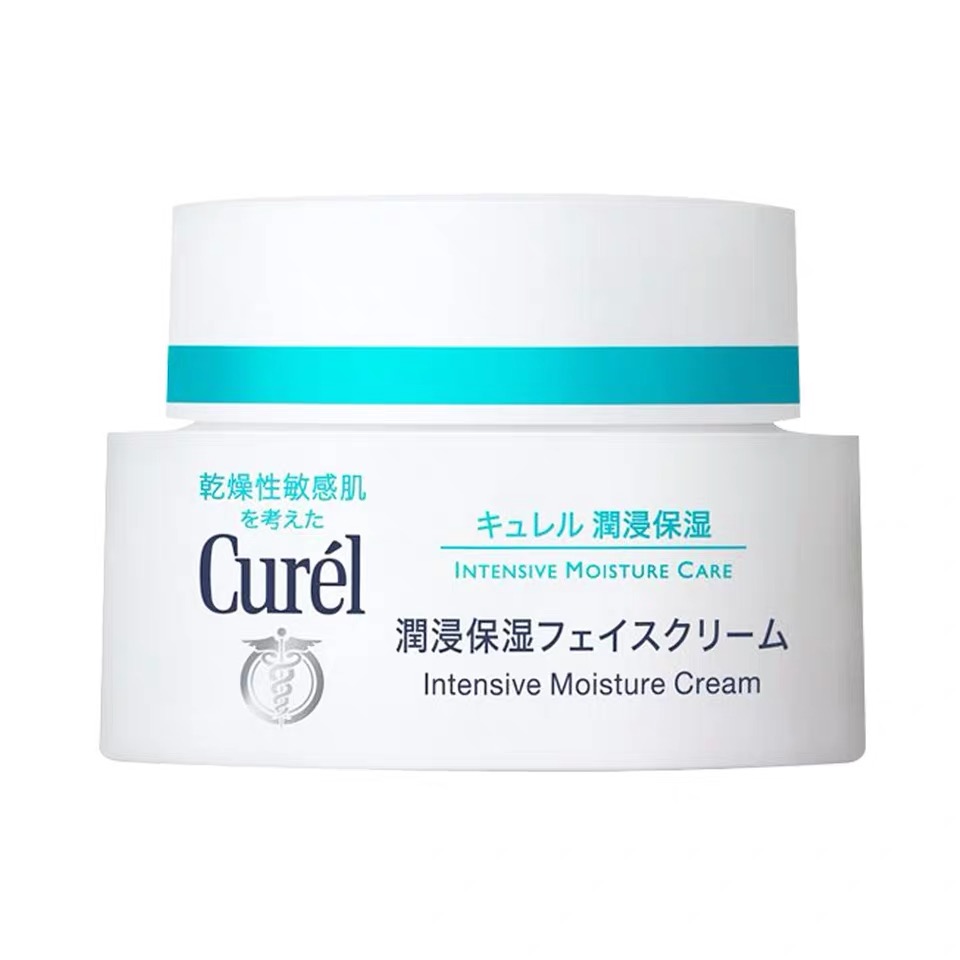 乾燥性敏感肌
を考えた
Curél
キュレル 潤浸保湿
INTENSIVE MOISTURE CARE
潤浸保湿フェイスクリーム
Intensive Moisture Cream